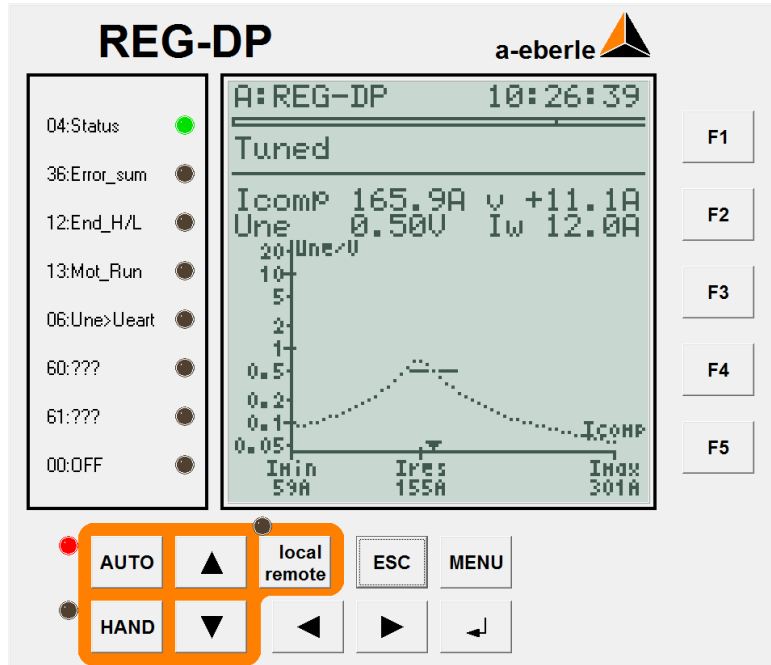 REG-DP
a-eberle
04:Status
36:Error_sum
12:End_H/L
13:Mot_Run
06:Une>Ueart
60:???
61:???
00:OFF
A:REG-DP 10:26:39
Tuned
Icomp 165.9A v +11.1A
Une 0.50V Iw 12.0A
Une/V
20
10
5
2
1
0.5
0.2
0.1
0.05
Icomp
Imin Ires Imax
59A 155A 301A
F1
F2
F3
F4
F5
AUTO
local
remote
ESC
MENU
HAND